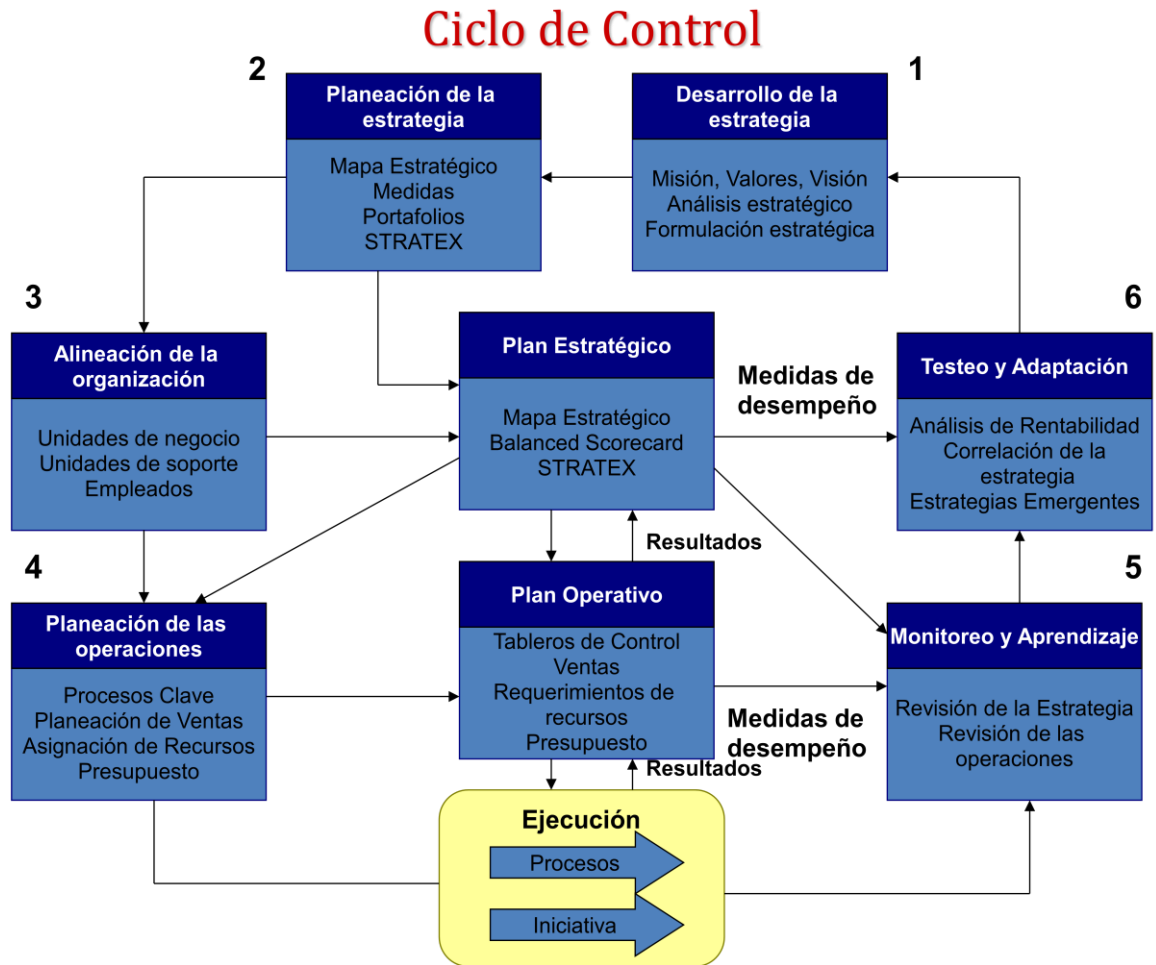 Ciclo de Control
2
Planeación de la
estrategia
Mapa Estratégico
Medidas
Portafolios
STRATEX
1
Desarrollo de la
estrategia
Misión, Valores, Visión
Análisis estratégico
Formulación estratégica
3
Alineación de la
organización
Unidades de negocio
Unidades de soporte
Empleados
Plan Estratégico
Mapa Estratégico
Balanced Scorecard
STRATEX
Medidas de
desempeño
6
Testeo y Adaptación
Análisis de Rentabilidad
Correlación de la
estrategia
Estrategias Emergentes
Resultados
4
Planeación de las
operaciones
Procesos Clave
Planeación de Ventas
Asignación de Recursos
Presupuesto
Plan Operativo
Tableros de Control
Ventas
Requerimientos de
recursos
Presupuesto
Medidas de
desempeño
5
Monitoreo y Aprendizaje
Revisión de la Estrategia
Revisión de las
operaciones
Resultados
Ejecución
Procesos
Iniciativa